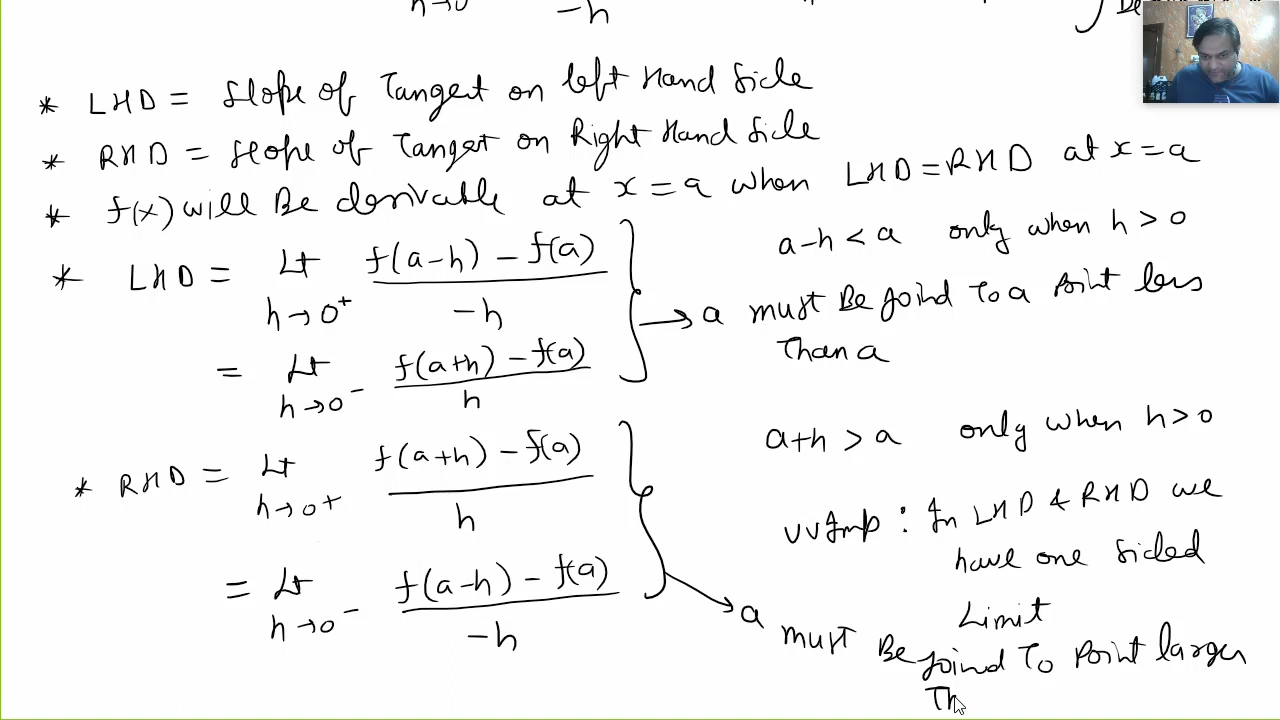 h→0
-h
* LHD = Slope of Tangent on left Hand Side
* RHD = Slope of Tangent on Right Hand Side
* f(x) will Be derivable at x = a when LHD = RHD at x = a
* LHD = Lt h→0⁺ f(a-h) - f(a) / -h
a-h < a only when h > 0
= Lt h→0⁻ f(a+h) - f(a) / h
→ a must Be joind To a Point less
Than a
* RHD = Lt h→0⁺ f(a+h) - f(a) / h
a+h > a only when h > 0
= Lt h→0⁻ f(a-h) - f(a) / -h
vvImp : In LHD & RHD we
have one sided
Limit
→ a must Be joind To Point larger
Th